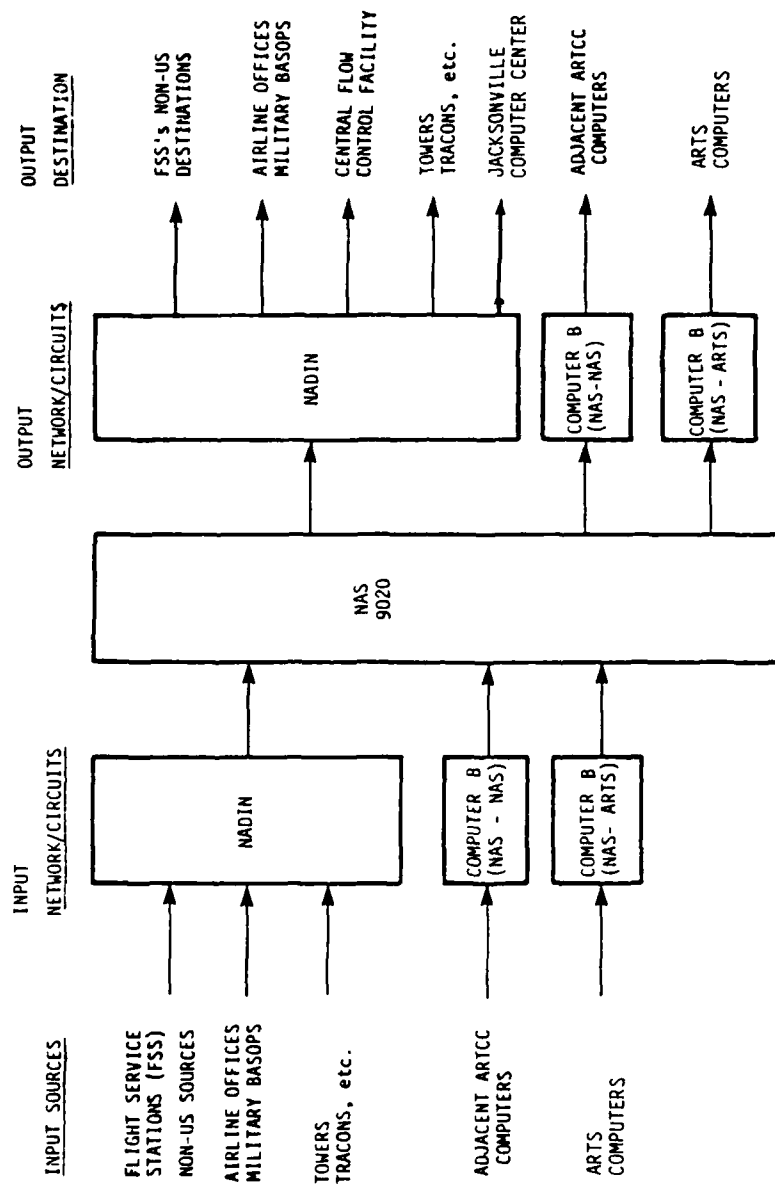 INPUT SOURCES
FLIGHT SERVICE
STATIONS (FSS)
NON-US SOURCES
AIRLINE OFFICES
MILITARY BASOPS
TOWERS
TRACONS, etc.
ADJACENT ARTCC
COMPUTERS
ARTS
COMPUTERS
INPUT
NETWORK/CIRCUITS
NADIN
COMPUTER B
(NAS - NAS)
COMPUTER B
(NAS- ARTS)
NAS
9020
OUTPUT
NETWORK/CIRCUITS
NADIN
COMPUTER B
(NAS-NAS)
COMPUTER B
(NAS - ARTS)
OUTPUT
DESTINATION
FSS's NON-US
DESTINATIONS
AIRLINE OFFICES
MILITARY BASOPS
CENTRAL FLOW
CONTROL FACILITY
TOWERS
TRACONS, etc.
JACKSONVILLE
COMPUTER CENTER
ADJACENT ARTCC
COMPUTERS
ARTS
COMPUTERS